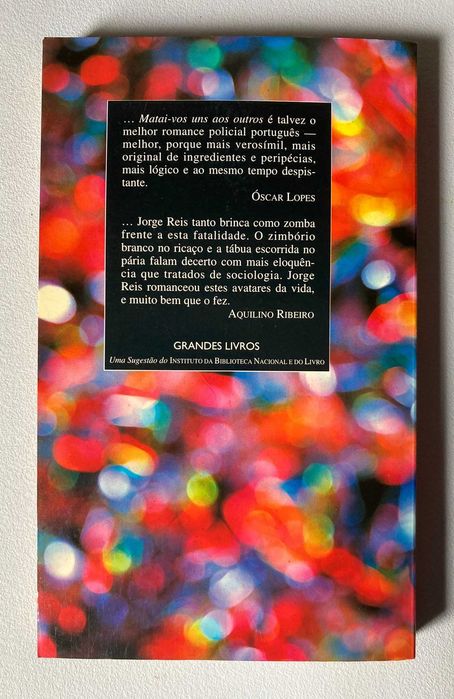 ... Matai-vos uns aos outros é talvez o
melhor romance policial português —
melhor, porque mais verosímil, mais
original de ingredientes e peripécias,
mais lógico e ao mesmo tempo despis-
tante.
ÓSCAR LOPES
... Jorge Reis tanto brinca como zomba
frente a esta fatalidade. O zimbório
branco no ricaço e a tábua escorrida no
pária falam decerto com mais eloquên-
cia que tratados de sociologia. Jorge
Reis romanceou estes avatares da vida,
e muito bem que o fez.
AQUILINO RIBEIRO
GRANDES LIVROS
Uma Sugestão do INSTITUTO DA BIBLIOTECA NACIONAL E DO LIVRO